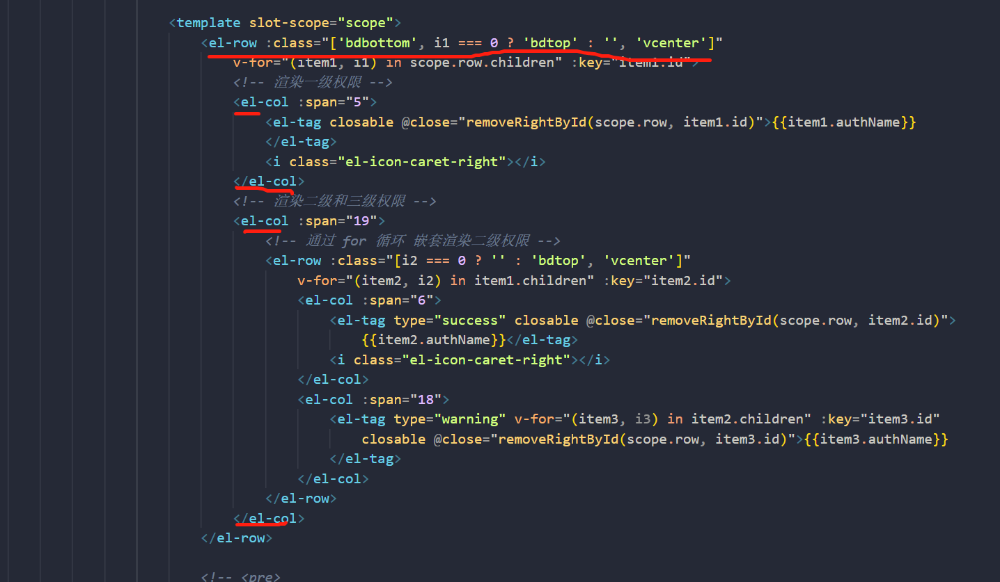 <template slot-scope="scope">
<el-row :class="['bdbottom', i1 === 0 ? 'bdtop' : '', 'vcenter']"
v-for="(item1, i1) in scope.row.children" :key="item1.id">
<!-- 渲染一级权限 -->
<el-col :span="5">
<el-tag closable @close="removeRightById(scope.row, item1.id)">{{item1.authName}}
</el-tag>
<i class="el-icon-caret-right"></i>
</el-col>
<!-- 渲染二级和三级权限 -->
<el-col :span="19">
<!-- 通过 for 循环 嵌套渲染二级权限 -->
<el-row :class="[i2 === 0 ? '' : 'bdtop', 'vcenter']"
v-for="(item2, i2) in item1.children" :key="item2.id">
<el-col :span="6">
<el-tag type="success" closable @close="removeRightById(scope.row, item2.id)">
{{item2.authName}}</el-tag>
<i class="el-icon-caret-right"></i>
</el-col>
<el-col :span="18">
<el-tag type="warning" v-for="(item3, i3) in item2.children" :key="item3.id"
closable @close="removeRightById(scope.row, item3.id)">{{item3.authName}}
</el-tag>
</el-col>
</el-row>
</el-col>
</el-row>
<!-- <pre>